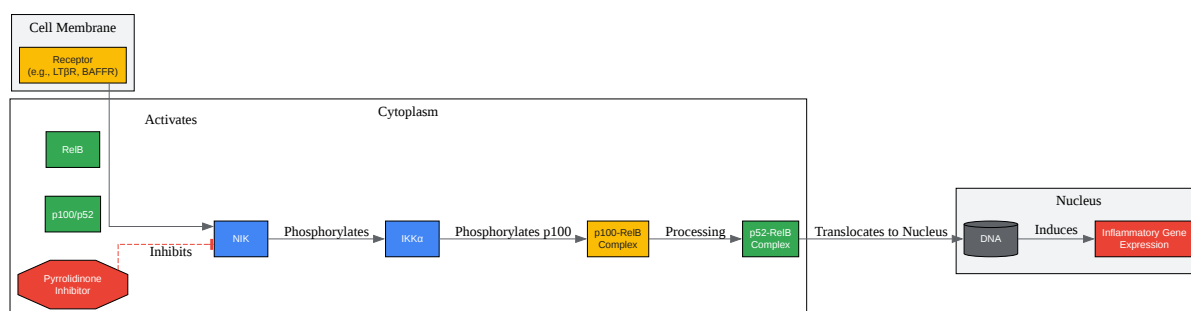 Cell Membrane
Receptor
(e.g., LTβR, BAFFR)
Cytoplasm
Activates
RelB
p100/p52
NIK
Phosphorylates
IKKα
Phosphorylates p100
p100-RelB
Complex
Processing
p52-RelB
Complex
Translocates to Nucleus
Nucleus
DNA
Induces
Inflammatory Gene
Expression
Inhibits
Pyrrolidinone
Inhibitor